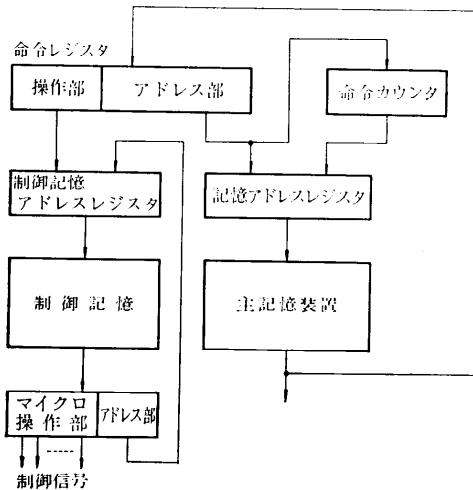 命令レジスタ
操作部
アドレス部
命令カウンタ
制御記憶
アドレスレジスタ
記憶アドレスレジスタ
制御記憶
主記憶装置
マイクロ
操作部
アドレス部
制御信号